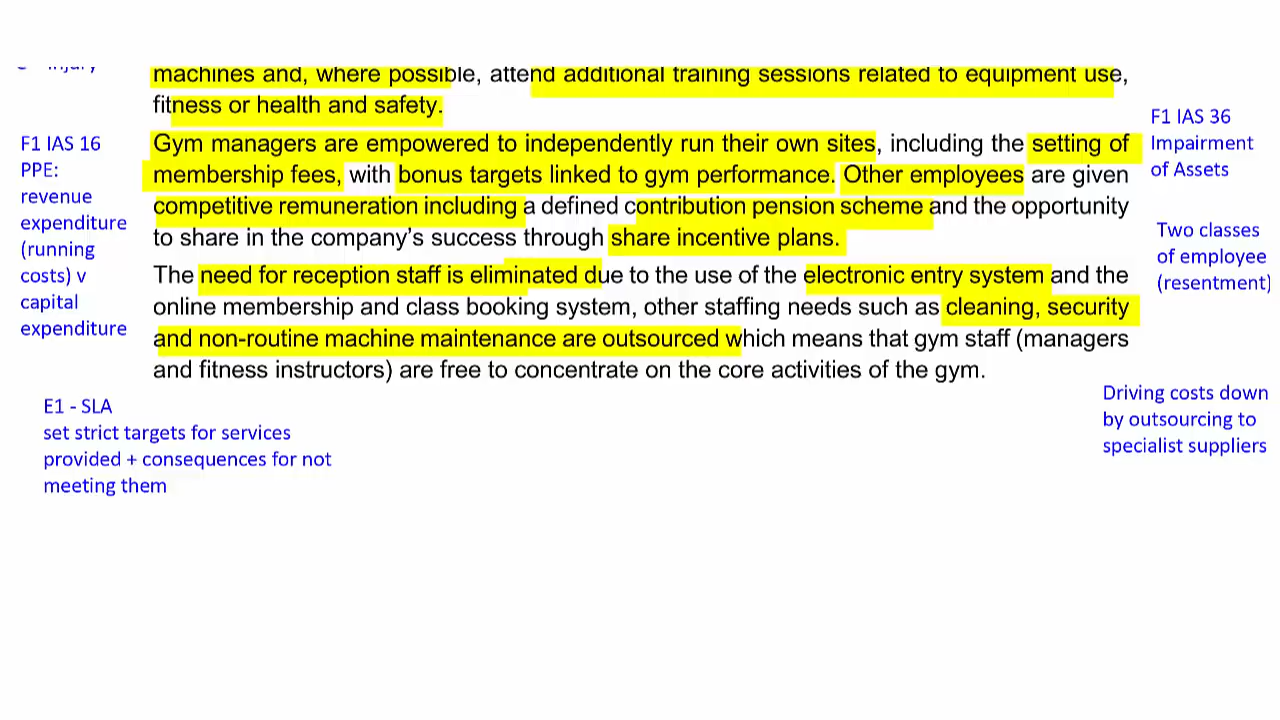 machines and, where possible, attend additional training sessions related to equipment use,
fitness or health and safety.
F1 IAS 16
PPE:
revenue
expenditure
(running
costs) v
capital
expenditure
Gym managers are empowered to independently run their own sites, including the setting of
membership fees, with bonus targets linked to gym performance. Other employees are given
competitive remuneration including a defined contribution pension scheme and the opportunity
to share in the company's success through share incentive plans.
The need for reception staff is eliminated due to the use of the electronic entry system and the
online membership and class booking system, other staffing needs such as cleaning, security
and non-routine machine maintenance are outsourced which means that gym staff (managers
and fitness instructors) are free to concentrate on the core activities of the gym.
F1 IAS 36
Impairment
of Assets
Two classes
of employee
(resentment)
E1 - SLA
set strict targets for services
provided + consequences for not
meeting them
Driving costs down
by outsourcing to
specialist suppliers